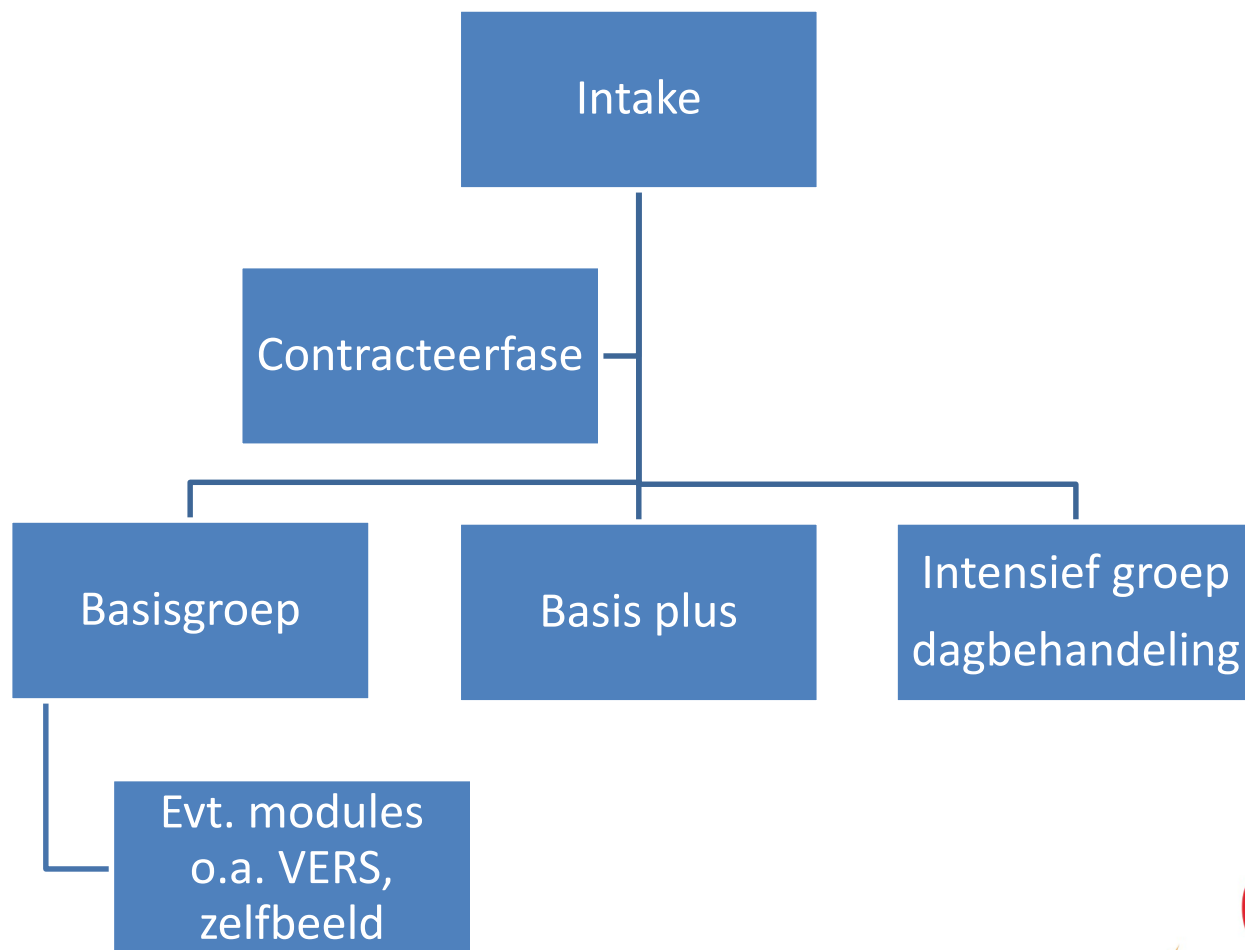 Intake
Contracteerfase
Basisgroep
Basis plus
Intensief groep
dagbehandeling
Evt. modules
o.a. VERS,
zelfbeeld